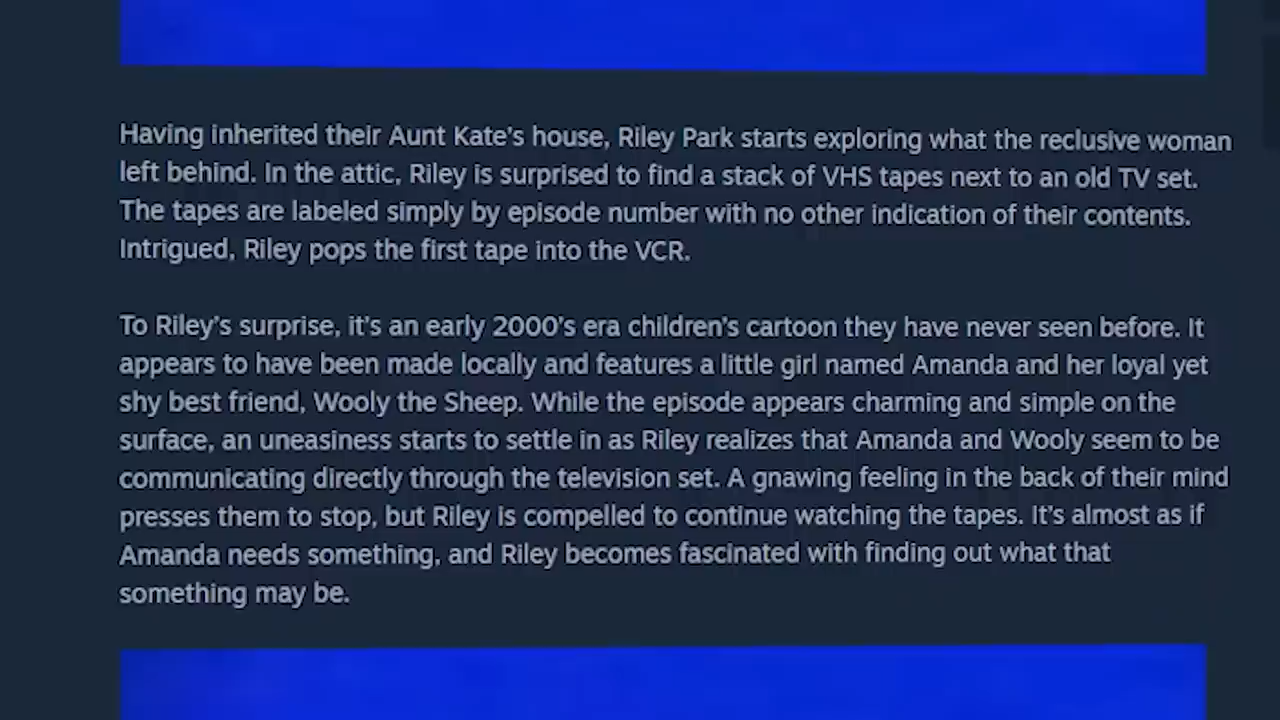 Having inherited their Aunt Kate's house, Riley Park starts exploring what the reclusive woman
left behind. In the attic, Riley is surprised to find a stack of VHS tapes next to an old TV set.
The tapes are labeled simply by episode number with no other indication of their contents.
Intrigued, Riley pops the first tape into the VCR.
To Riley's surprise, it's an early 2000's era children's cartoon they have never seen before. It
appears to have been made locally and features a little girl named Amanda and her loyal yet
shy best friend, Wooly the Sheep. While the episode appears charming and simple on the
surface, an uneasiness starts to settle in as Riley realizes that Amanda and Wooly seem to be
communicating directly through the television set. A gnawing feeling in the back of their mind
presses them to stop, but Riley is compelled to continue watching the tapes. It's almost as if
Amanda needs something, and Riley becomes fascinated with finding out what that
something may be.